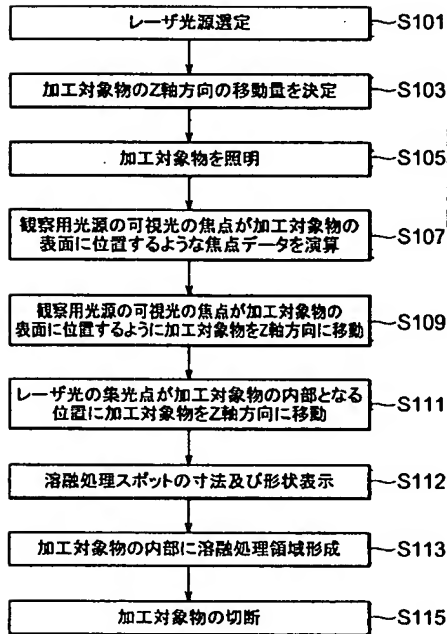 レーザ光源選定
S101
加工対象物のZ軸方向の移動量を決定
S103
加工対象物を照明
S105
観察用光源の可視光の焦点が加工対象物の
表面に位置するような焦点データを演算
S107
観察用光源の可視光の焦点が加工対象物の
表面に位置するように加工対象物をZ軸方向に移動
S109
レーザ光の集光点が加工対象物の内部となる
位置に加工対象物をZ軸方向に移動
S111
溶融処理スポットの寸法及び形状表示
S112
加工対象物の内部に溶融処理領域形成
S113
加工対象物の切断
S115